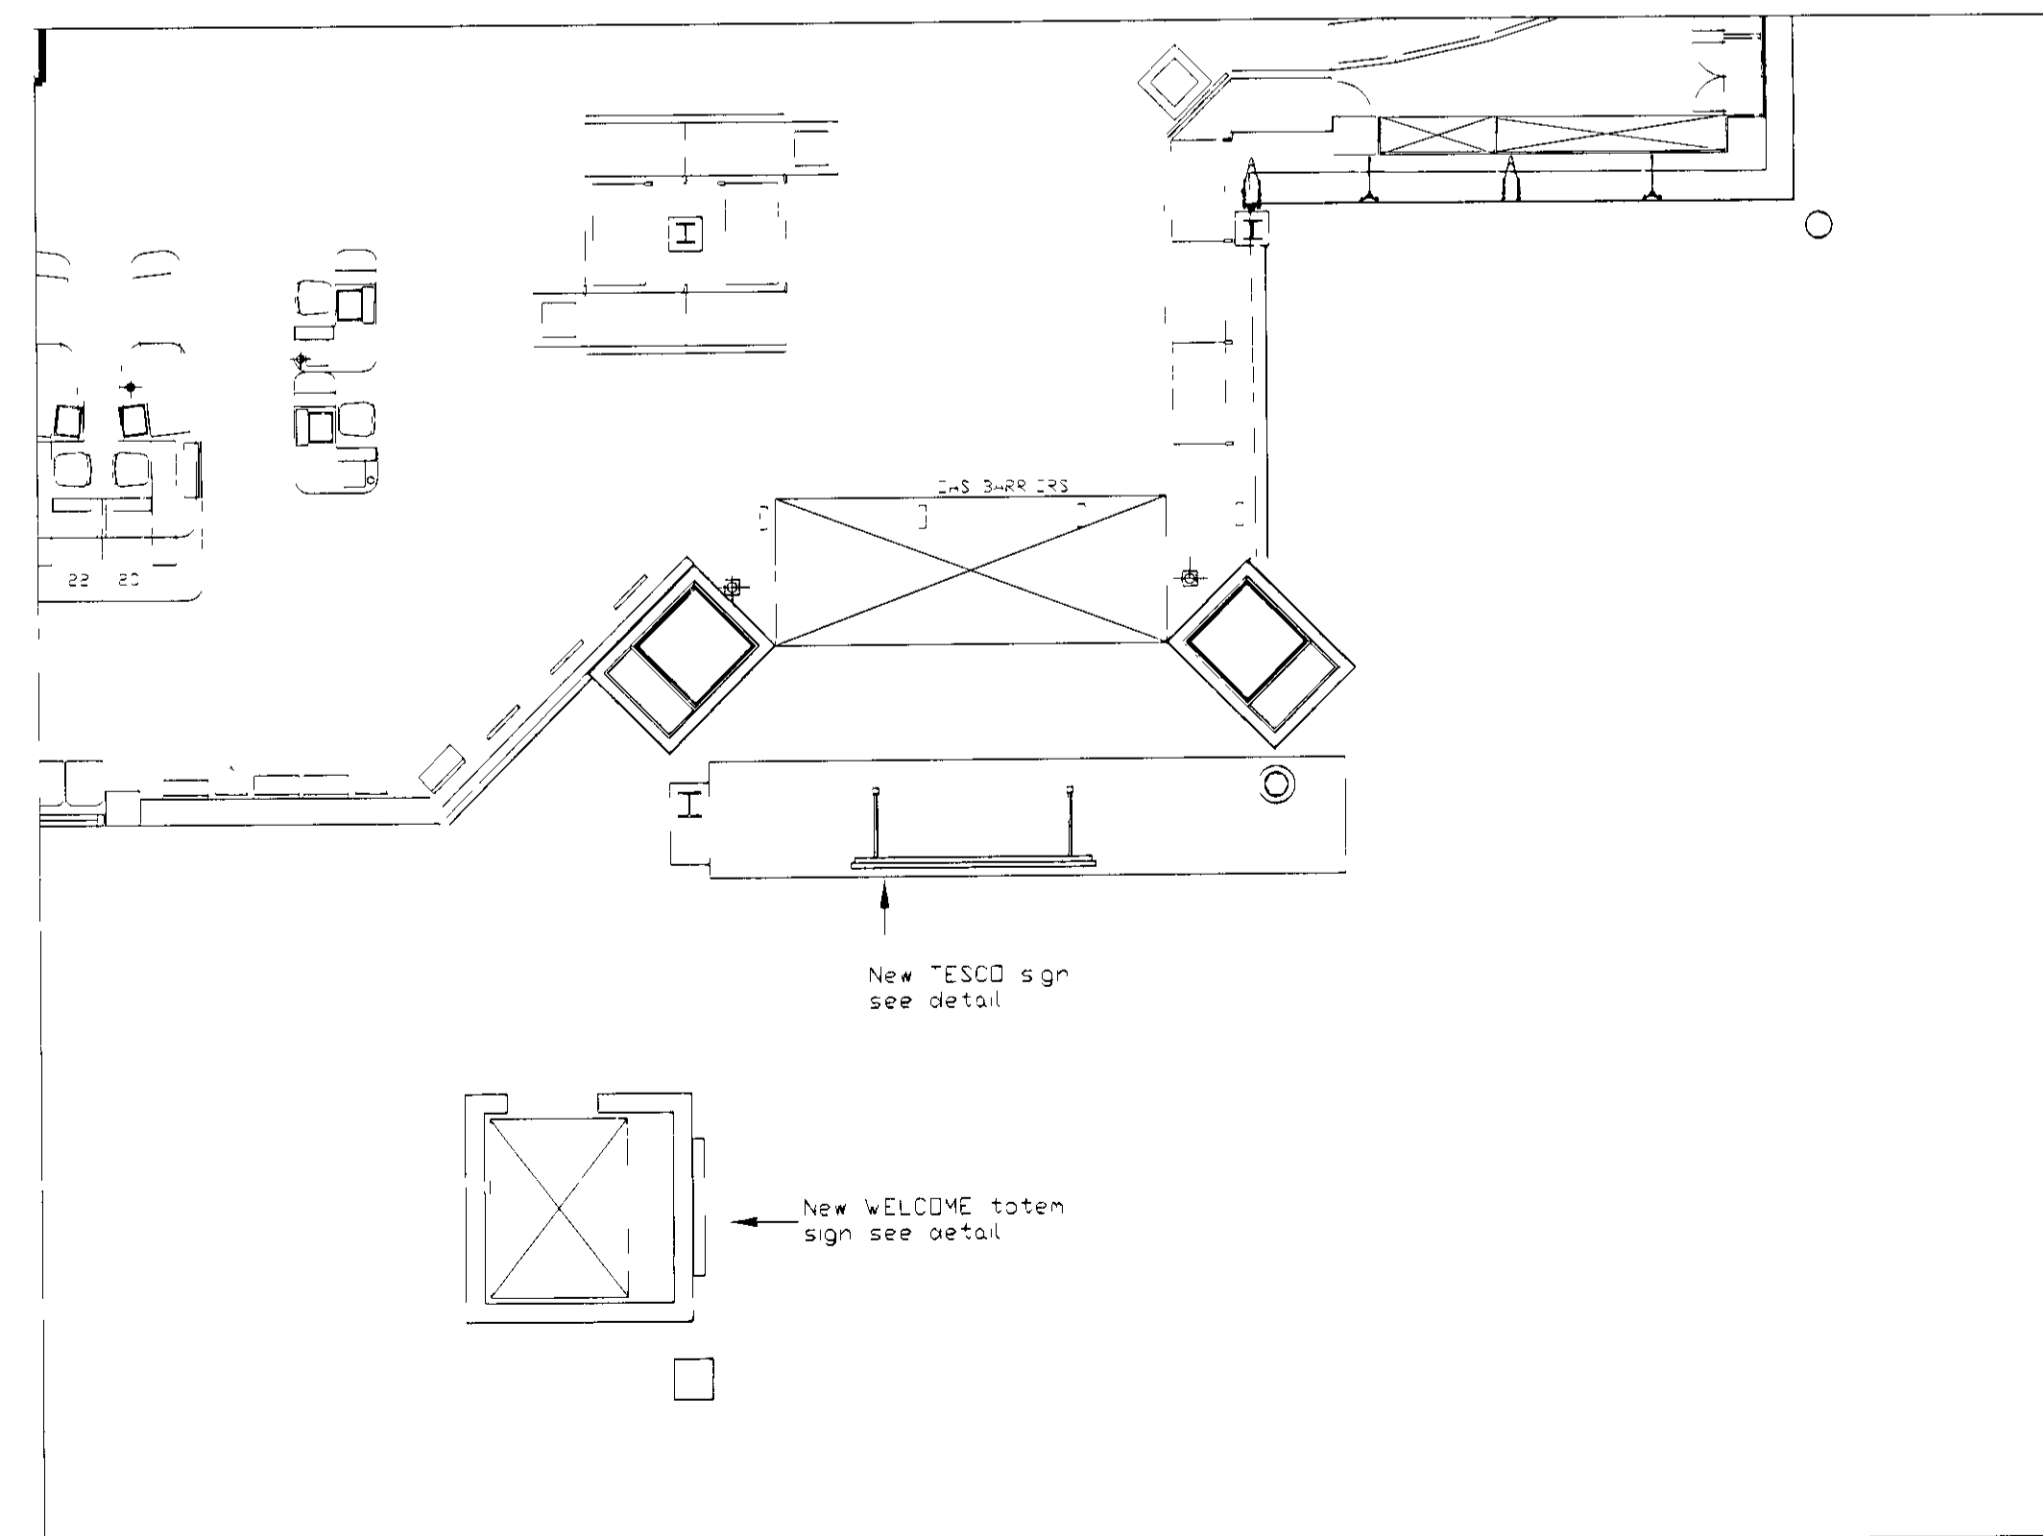 EAS BARRIERS
22 20
New TESCO sign
see detail
New WELCOME totem
sign see detail